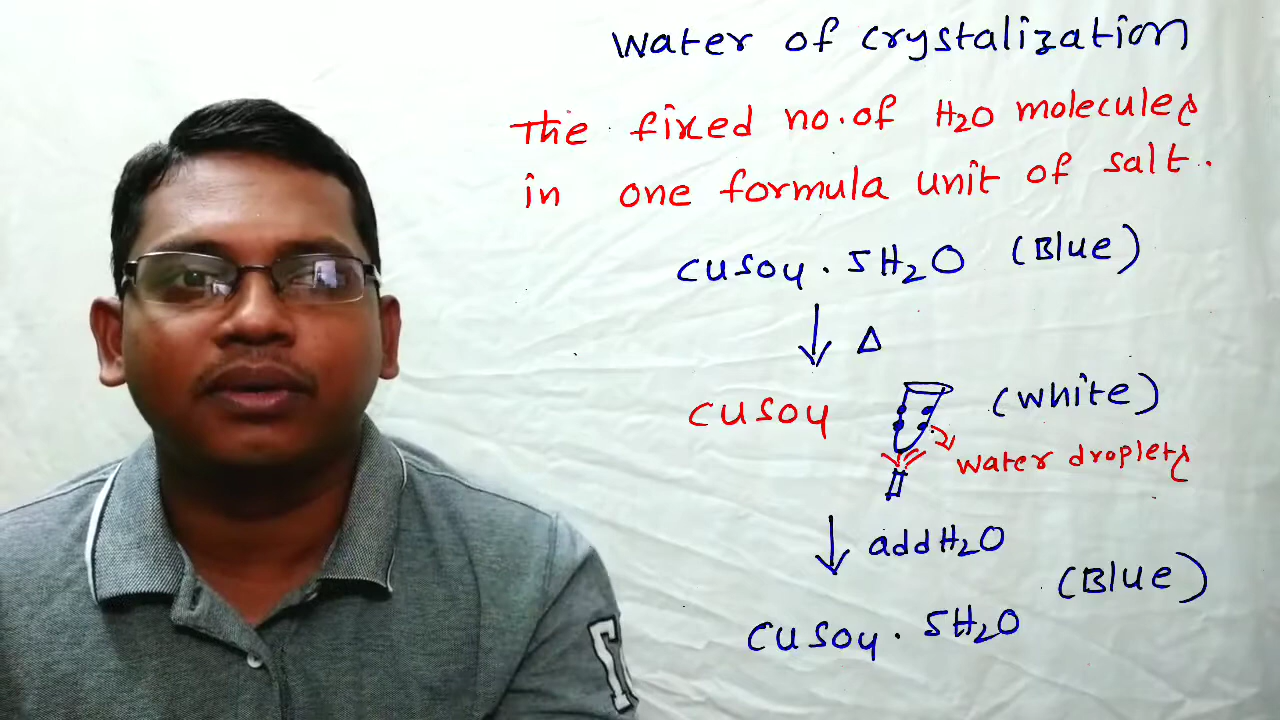 Water of crystalization
The fixed no. of H2O molecules
in one formula unit of salt.
CuSO4 . 5H2O (Blue)
Δ
CuSO4 (White)
water droplets
add H2O
(Blue)
CuSO4 . 5H2O